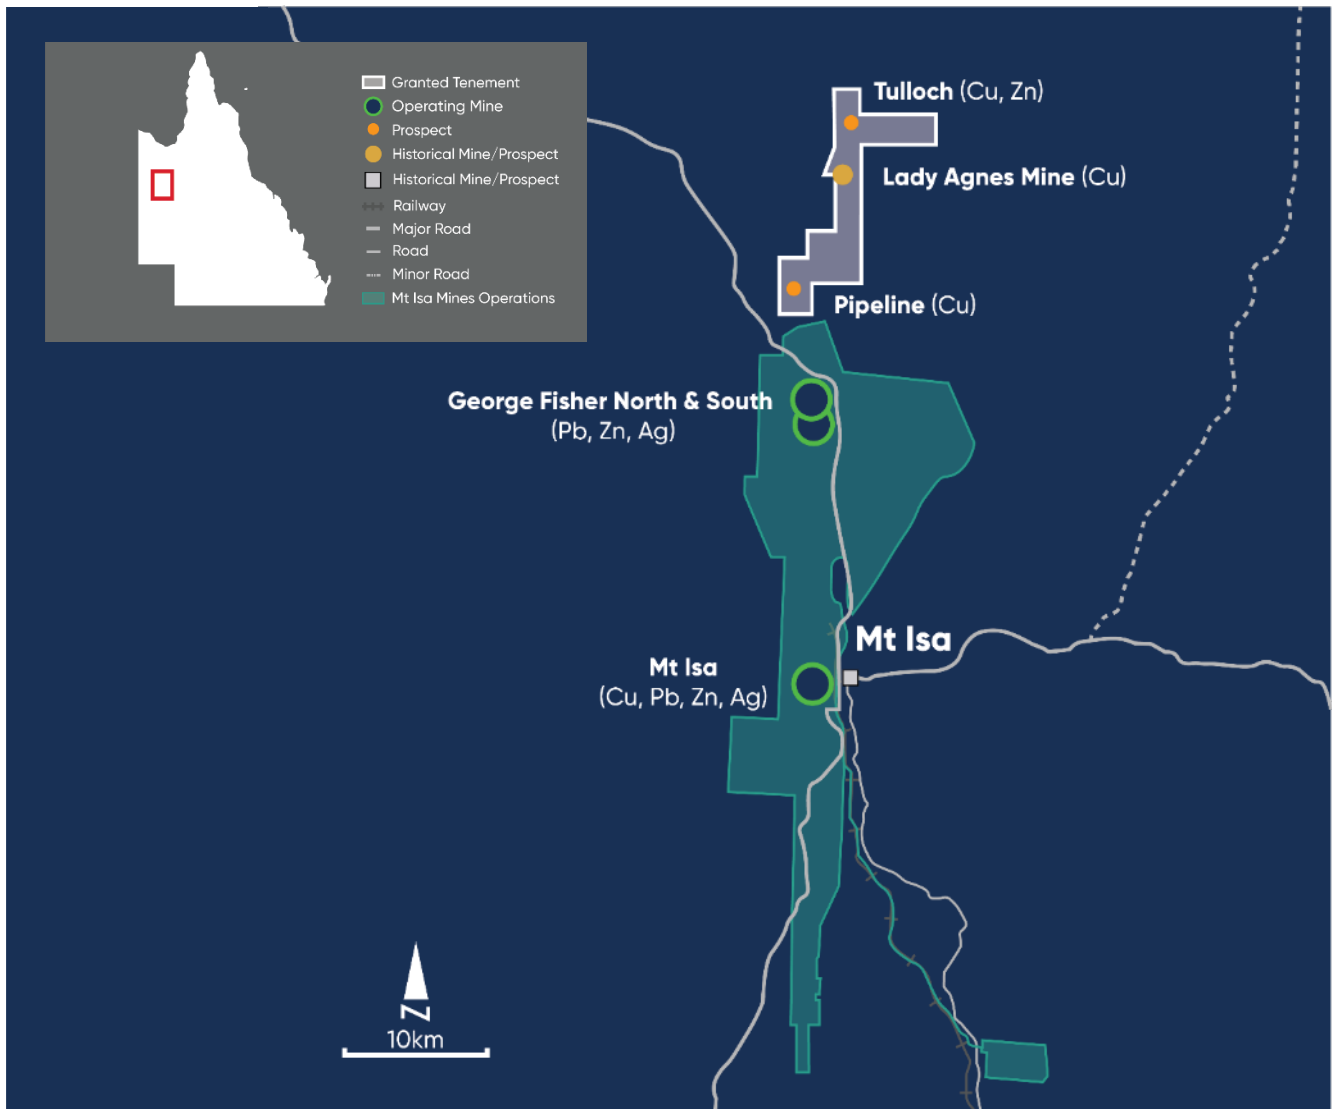 Granted Tenement
Operating Mine
Prospect
Historical Mine/Prospect
Historical Mine/Prospect
Railway
Major Road
Road
Minor Road
Mt Isa Mines Operations
Tulloch (Cu, Zn)
Lady Agnes Mine (Cu)
Pipeline (Cu)
George Fisher North & South
(Pb, Zn, Ag)
Mt Isa
Mt Isa
(Cu, Pb, Zn, Ag)
N
10km